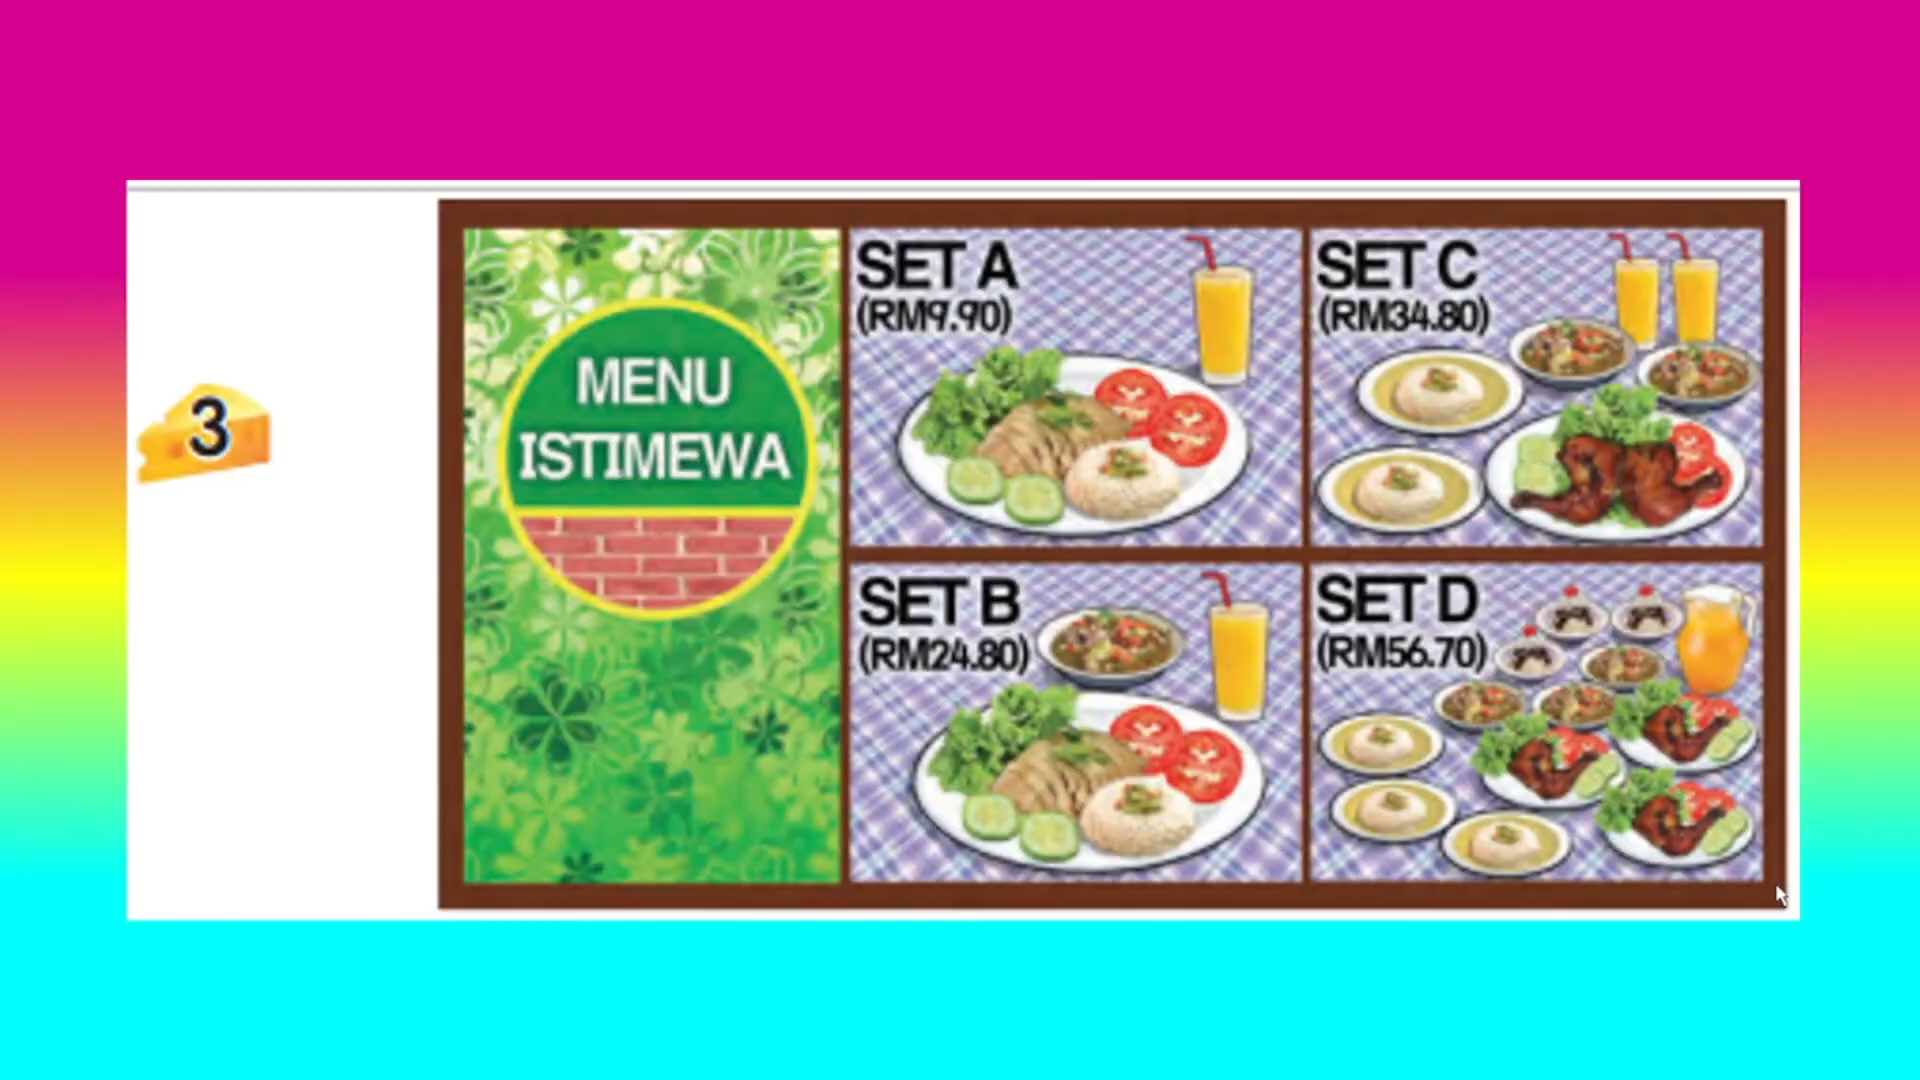 3
MENU
ISTIMEWA
SET A
(RM9.90)
SET B
(RM24.80)
SET C
(RM34.80)
SET D
(RM56.70)